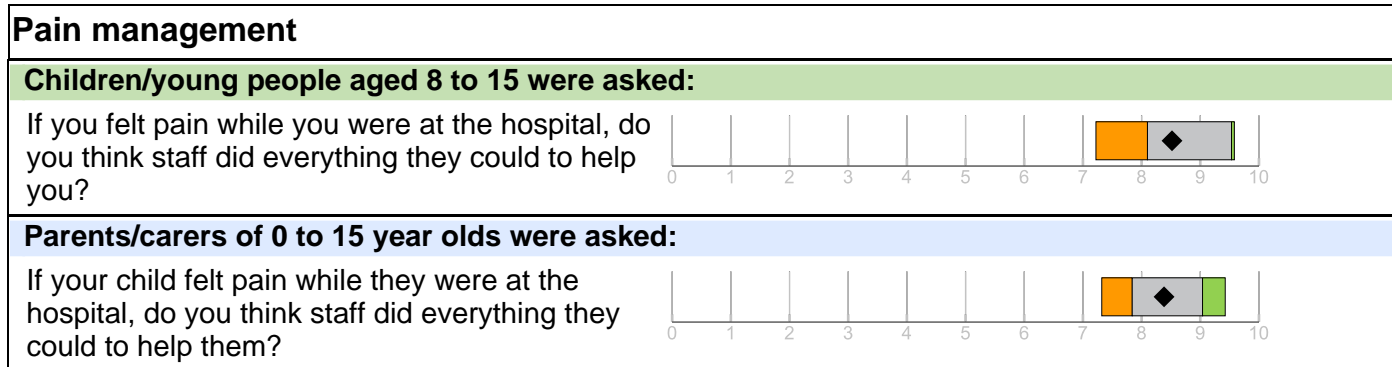 Pain management
Children/young people aged 8 to 15 were asked:
If you felt pain while you were at the hospital, do
you think staff did everything they could to help
you?
0 1 2 3 4 5 6 7 8 9 10
Parents/carers of 0 to 15 year olds were asked:
If your child felt pain while they were at the
hospital, do you think staff did everything they
could to help them?
0 1 2 3 4 5 6 7 8 9 10